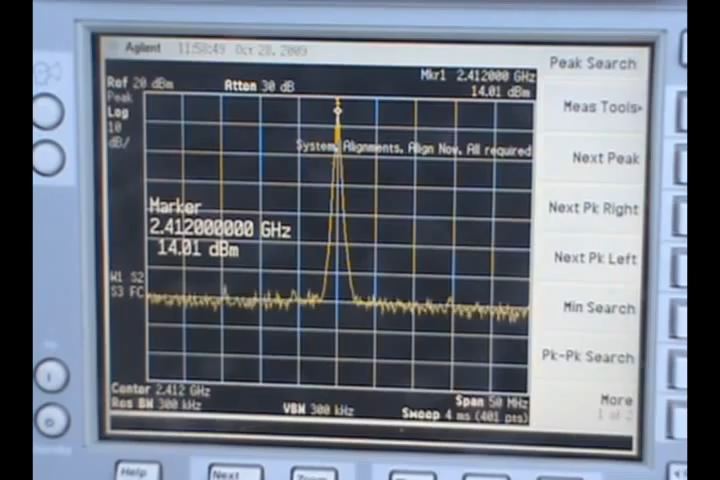 Agilent 11:58:49 Oct 28, 2009
Peak Search
Ref 20 dBm
Atten 30 dB
Mkr1 2.412000 GHz
14.01 dBm
Peak
Log
10
dB/
System, Alignments, Align Now, All required
Marker
2.412000000 GHz
14.01 dBm
W1 S2
S3 FC
Center 2.412 GHz
Span 50 MHz
Res BW 300 kHz
VBW 300 kHz
Sweep 4 ms (401 pts)
Meas Tools▸
Next Peak
Next Pk Right
Next Pk Left
Min Search
Pk-Pk Search
More
1 of 2
Help
Next
Zoom